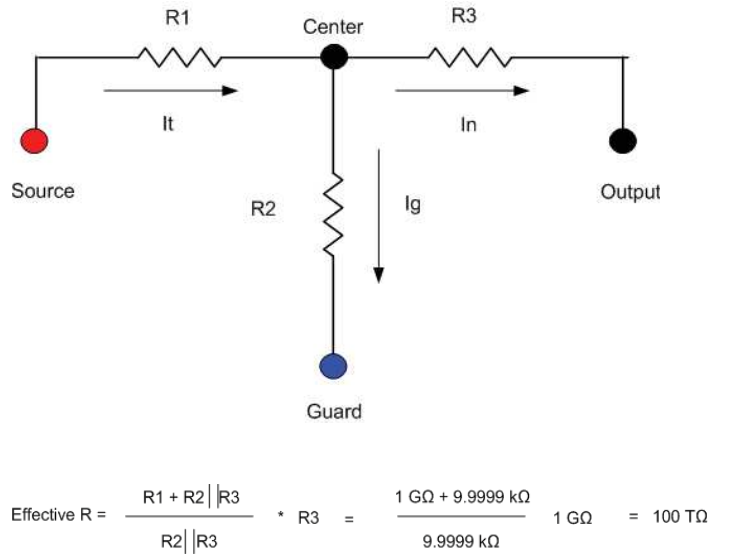 R1
Center
R3
It
In
Source
R2
Ig
Output
Guard
Effective R = R1 + R2||R3
R2||R3
* R3 =
1 GΩ + 9.9999 kΩ
9.9999 kΩ
1 GΩ = 100 TΩ